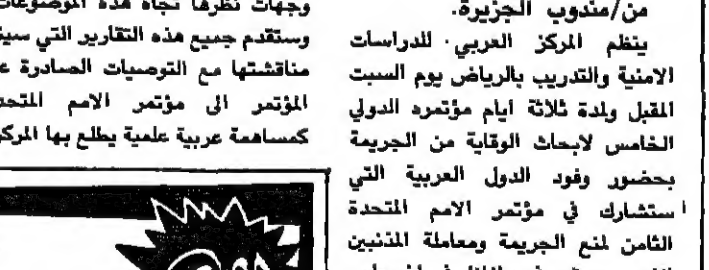 من/مندوب الجزيرة.
ينظم المركز العربي للدراسات
الامنية والتدريب بالرياض يوم السبت
المقبل ولمدة ثلاثة ايام مؤتمره الدولي
الخامس لابحاث الوقاية من الجريمة
بحضور وفود الدول العربية التي
ستشارك في مؤتمر الامم المتحدة
الثامن لمنع الجريمة ومعاملة المذنبين
وجهات نظرها تجاه هذه الموضوعات
وستقدم جميع هذه التقارير التي
مناقشتها مع التوصيات الصادرة
المؤتمر الى مؤتمر الامم
كمساهمة عربية علمية يطلع بها